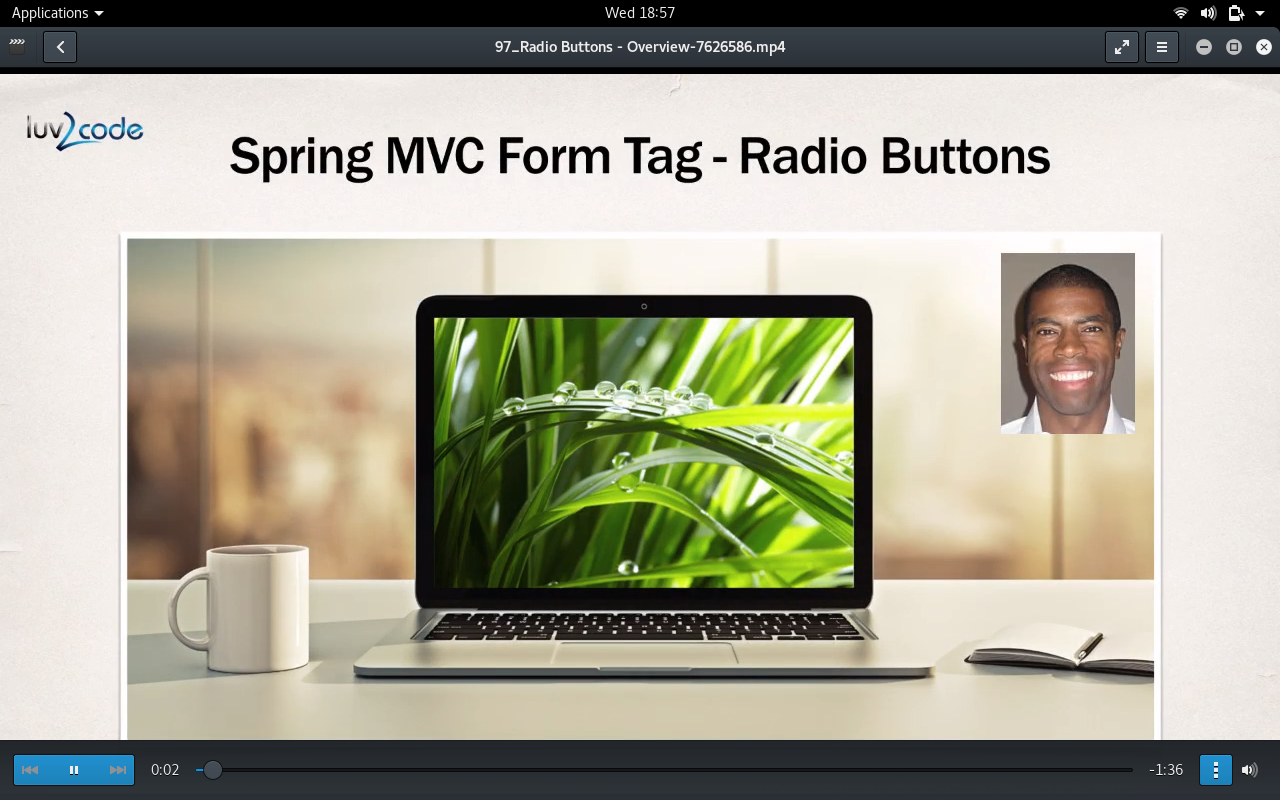 Applications
Wed 18:57
97_Radio Buttons - Overview-7626586.mp4
luv2code
Spring MVC Form Tag - Radio Buttons
0:02
-1:36